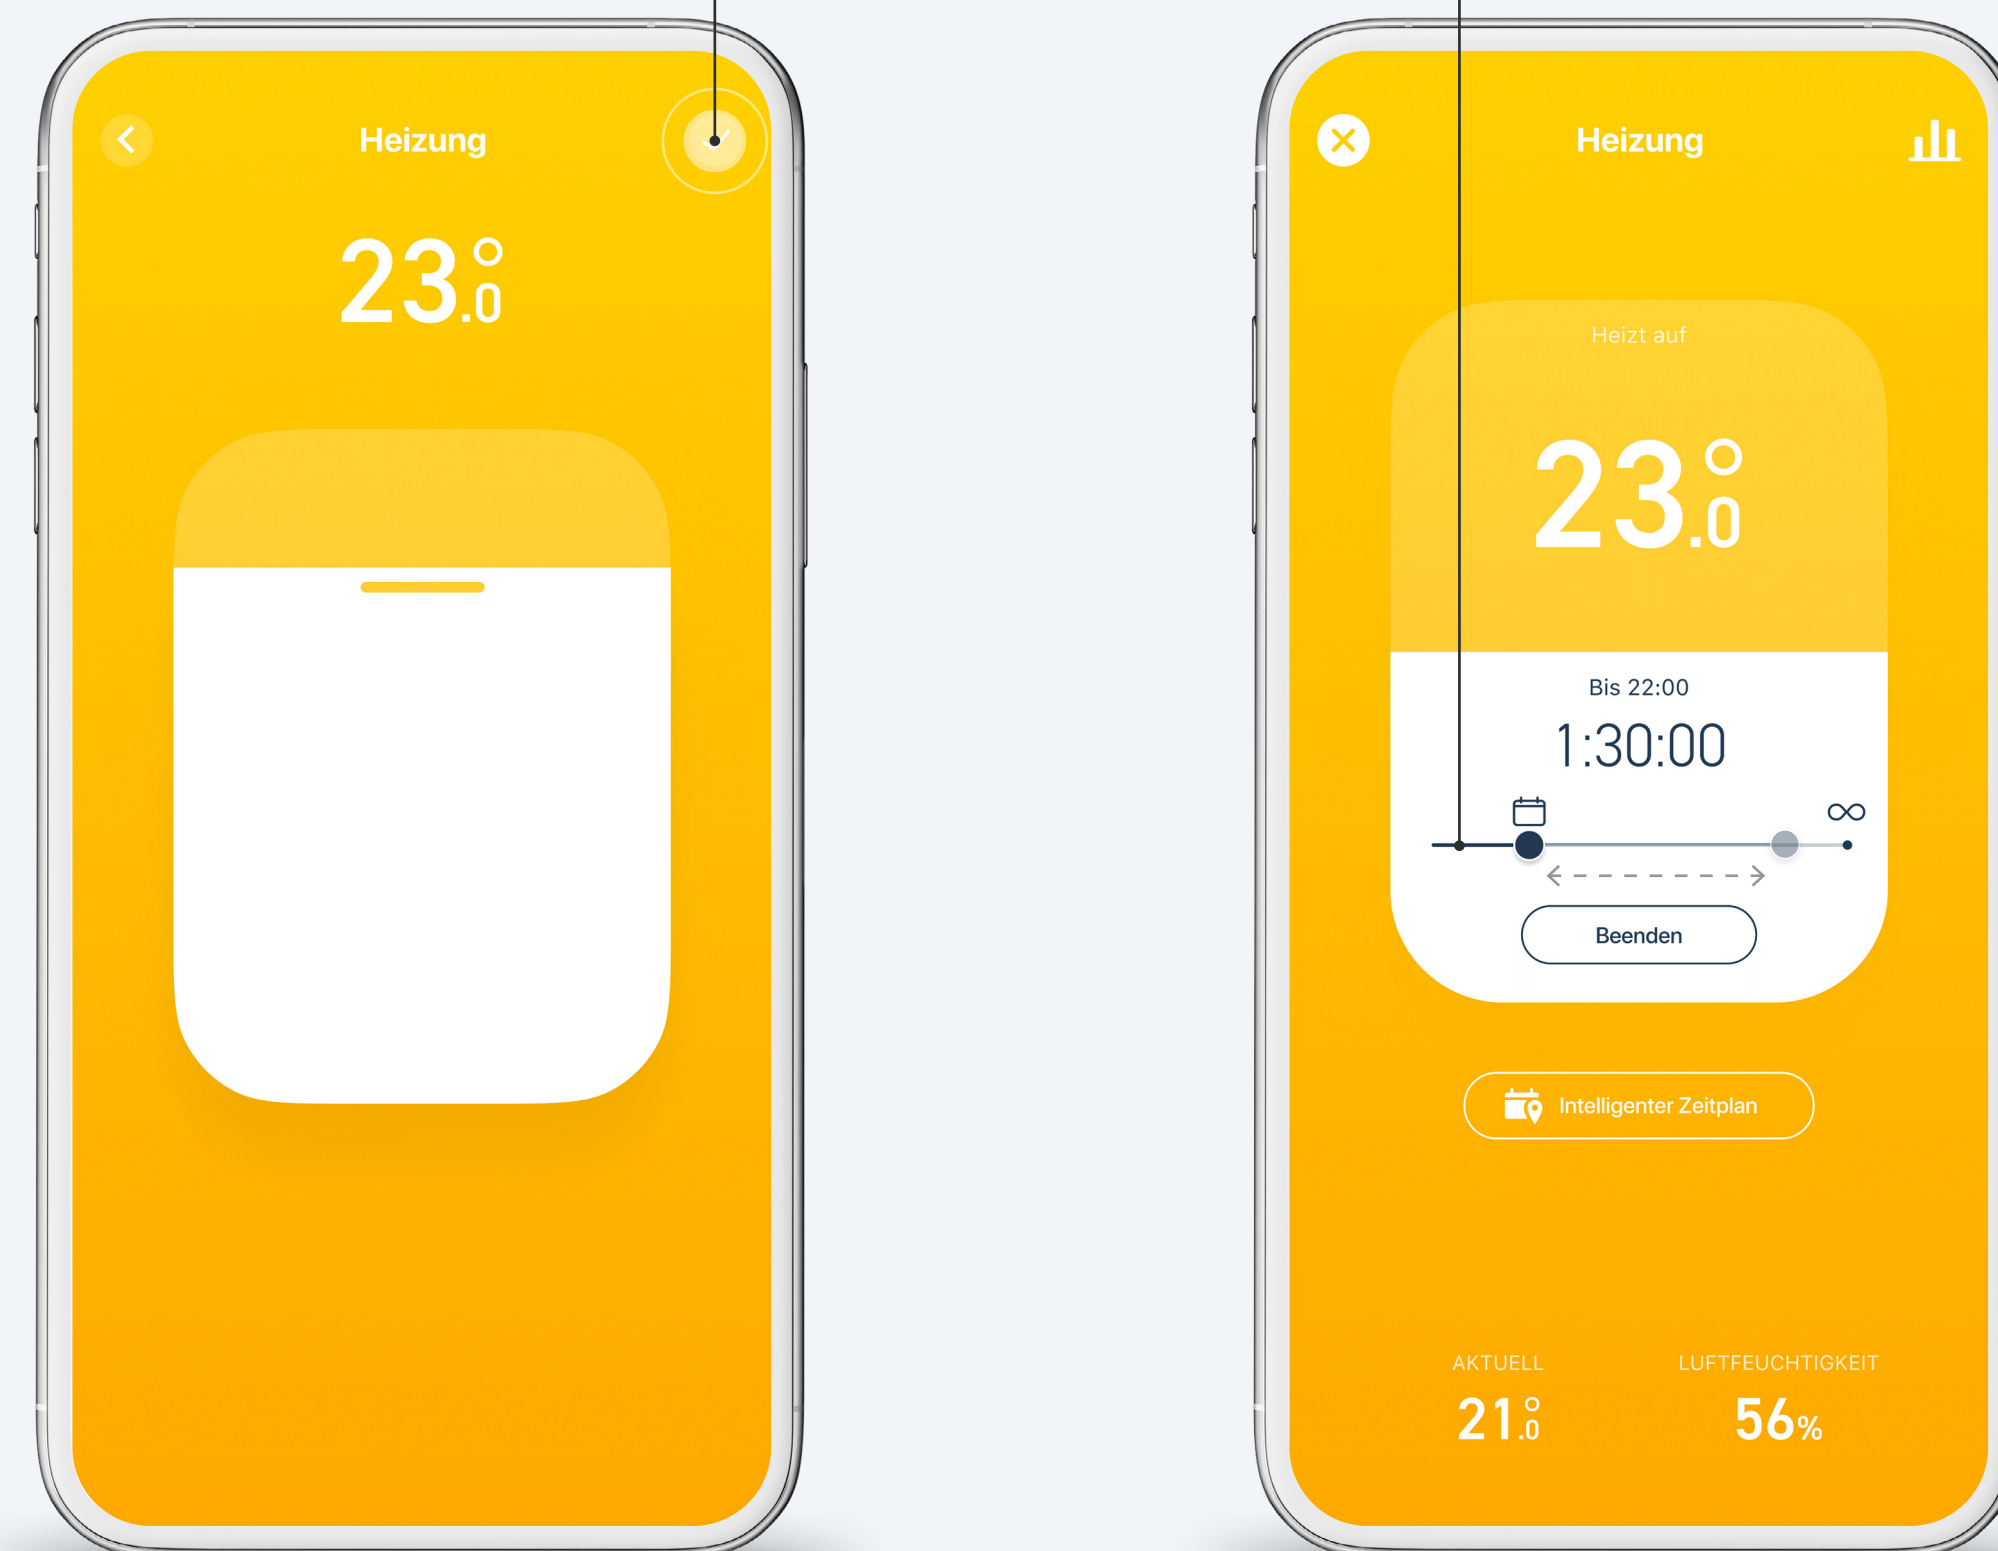 Heizung
23.0°
Heizung
Heizt auf
23.0°
Bis 22:00
1:30:00
Beenden
Intelligenter Zeitplan
AKTUELL
21.0°
LUFTFEUCHTIGKEIT
56%